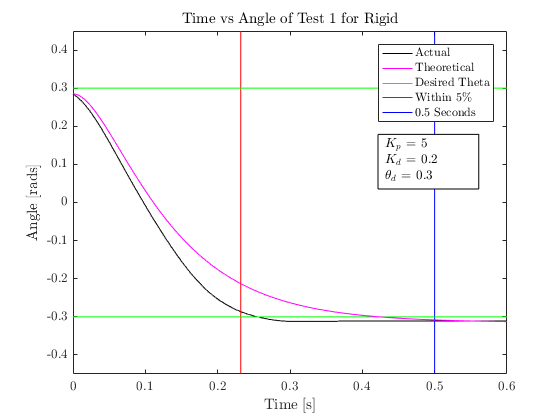 Time vs Angle of Test 1 for Rigid
Angle [rads]
0.4
0.3
0.2
0.1
0
-0.1
-0.2
-0.3
-0.4
Actual
Theoretical
Desired Theta
Within 5%
0.5 Seconds
K_p = 5
K_d = 0.2
θ_d = 0.3
0
0.1
0.2
0.3
0.4
0.5
0.6
Time [s]